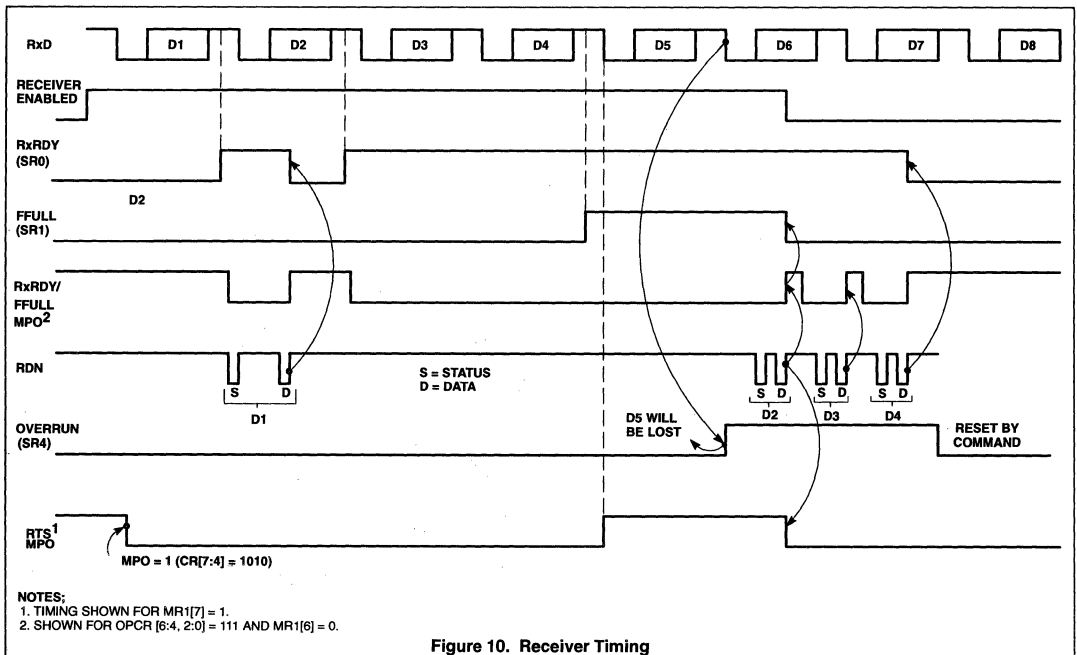 RxD
D1 D2 D3 D4 D5 D6 D7 D8
RECEIVER
ENABLED
RxRDY
(SR0)
D2
FFULL
(SR1)
RxRDY/
FFULL
MPO2
RDN
S = STATUS
D = DATA
S D S D S D S D
D1 D2 D3 D4
OVERRUN
(SR4)
D5 WILL
BE LOST
RESET BY
COMMAND
RTS1
MPO
MPO = 1 (CR[7:4] = 1010)
NOTES;
1. TIMING SHOWN FOR MR1[7] = 1.
2. SHOWN FOR OPCR [6:4, 2:0] = 111 AND MR1[6] = 0.
Figure 10. Receiver Timing